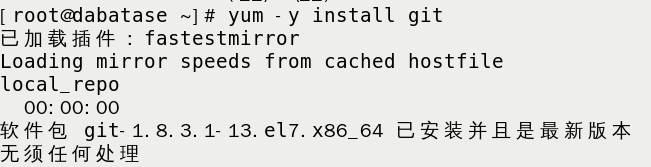 [root@dabatase ~]# yum -y install git
已加载插件：fastestmirror
Loading mirror speeds from cached hostfile
local_repo
00:00:00
软件包 git-1.8.3.1-13.el7.x86_64 已安装并且是最新版本
无须任何处理